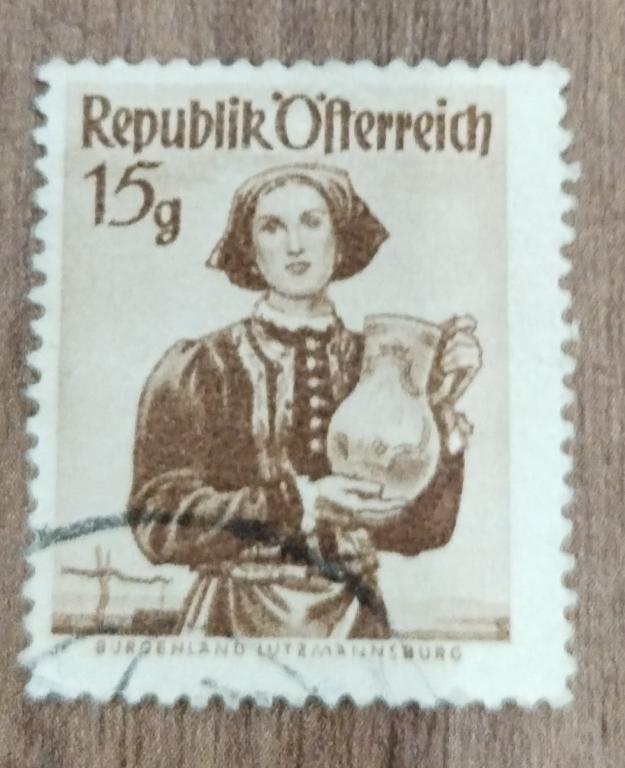 Republik Österreich
15g
BURGENLAND LUTZMANNSBURG